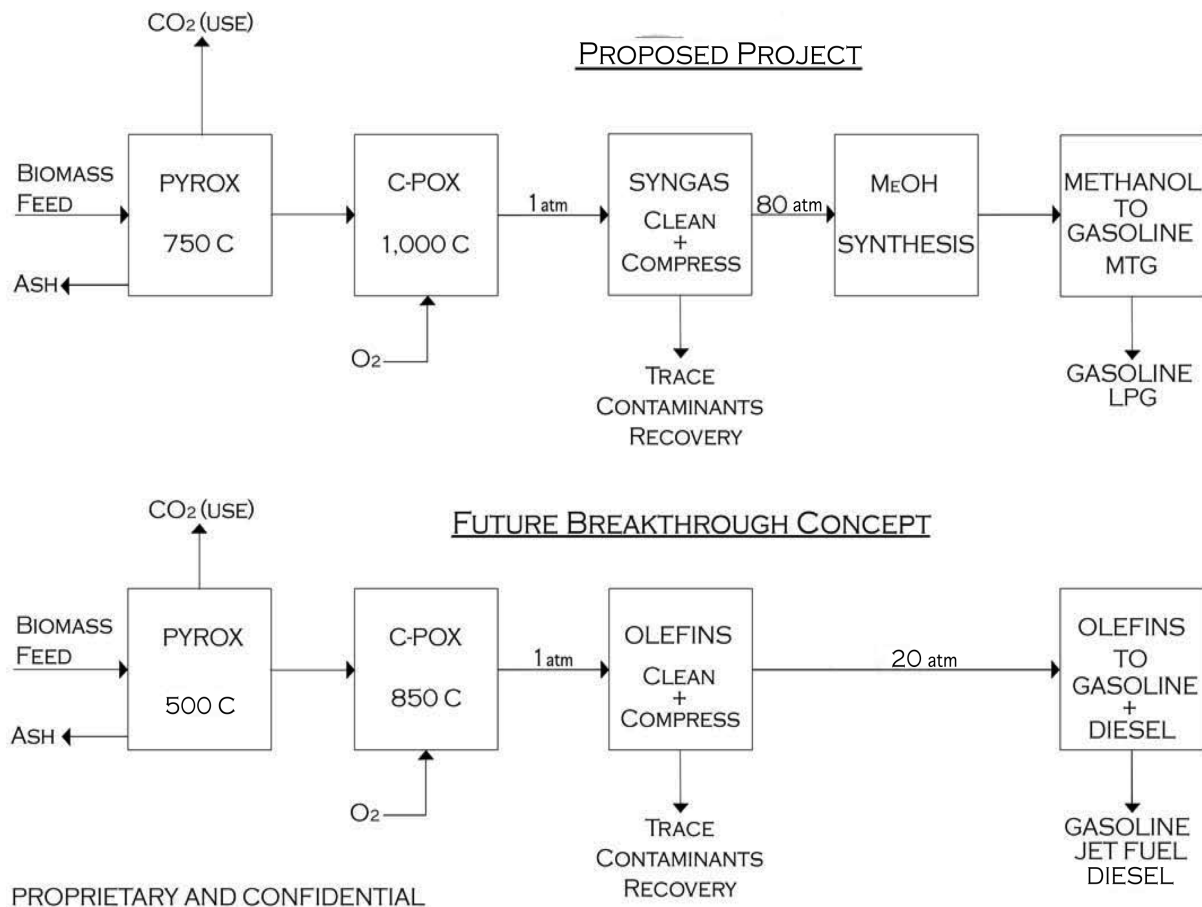 CO2 (USE)
PROPOSED PROJECT
BIOMASS
FEED
ASH
PYROX
750 C
C-POX
1,000 C
O2
1 atm
SYNGAS
CLEAN
+
COMPRESS
TRACE
CONTAMINANTS
RECOVERY
80 atm
MEOH
SYNTHESIS
METHANOL
TO
GASOLINE
MTG
GASOLINE
LPG
CO2 (USE)
FUTURE BREAKTHROUGH CONCEPT
BIOMASS
FEED
ASH
PYROX
500 C
C-POX
850 C
O2
1 atm
OLEFINS
CLEAN
+
COMPRESS
TRACE
CONTAMINANTS
RECOVERY
20 atm
OLEFINS
TO
GASOLINE
+
DIESEL
GASOLINE
JET FUEL
DIESEL
PROPRIETARY AND CONFIDENTIAL